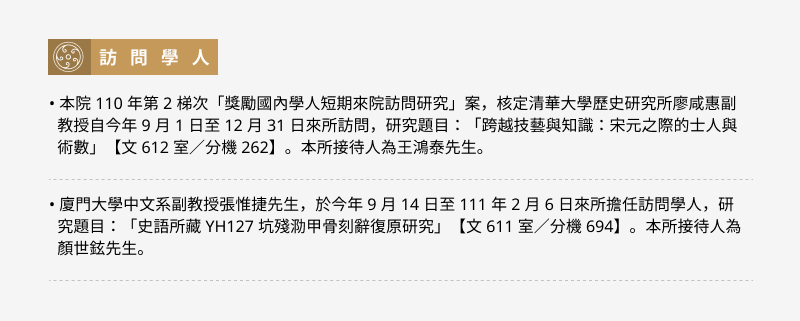 訪問學人
• 本院 110 年第 2 梯次「獎勵國內學人短期來院訪問研究」案，核定清華大學歷史研究所廖咸惠副
教授自今年 9 月 1 日至 12 月 31 日來所訪問，研究題目：「跨越技藝與知識：宋元之際的士人與
術數」【文 612 室／分機 262】。本所接待人為王鴻泰先生。
• 廈門大學中文系副教授張惟捷先生，於今年 9 月 14 日至 111 年 2 月 6 日來所擔任訪問學人，研
究題目：「史語所藏 YH127 坑殘泐甲骨刻辭復原研究」【文 611 室／分機 694】。本所接待人為
顏世鉉先生。